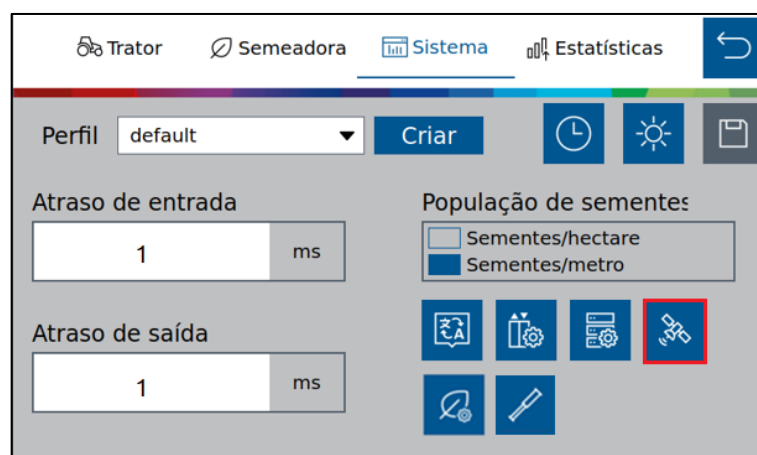 Trator Semeadora Sistema Estatísticas
Perfil default Criar
Atraso de entrada
1 ms
População de sementes
Sementes/hectare
Sementes/metro
Atraso de saída
1 ms